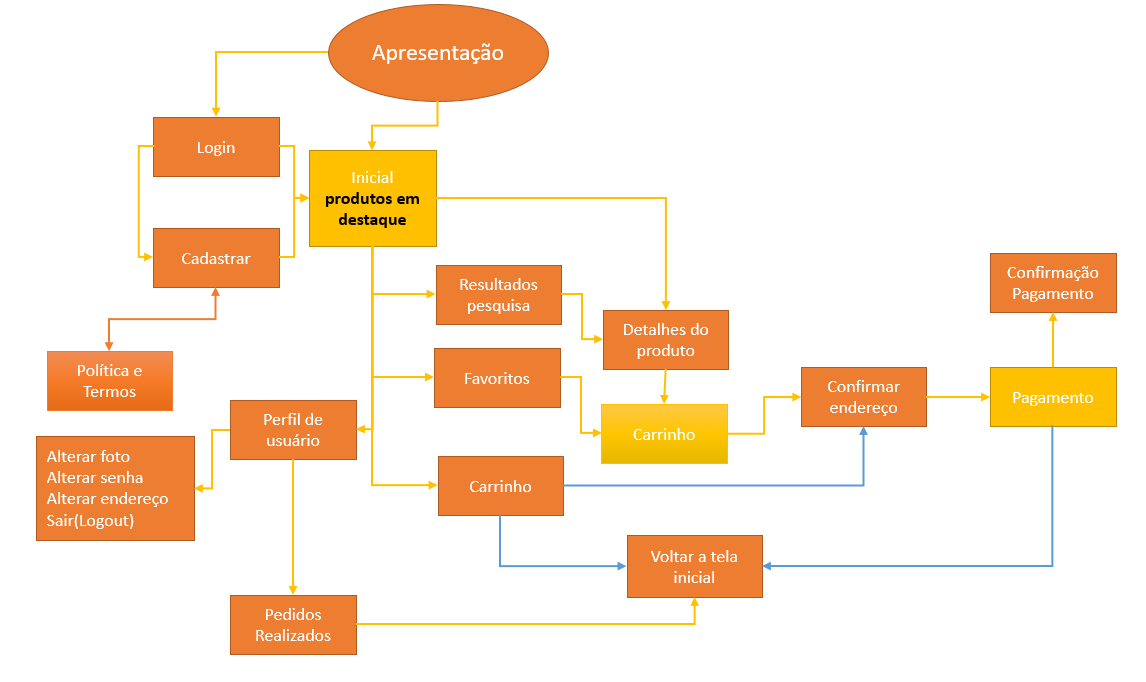 Apresentação
Login
Inicial
produtos em
destaque
Cadastrar
Resultados
pesquisa
Confirmação
Pagamento
Detalhes do
produto
Política e
Termos
Favoritos
Confirmar
endereço
Pagamento
Perfil de
usuário
Carrinho
Alterar foto
Alterar senha
Alterar endereço
Sair(Logout)
Carrinho
Voltar a tela
inicial
Pedidos
Realizados